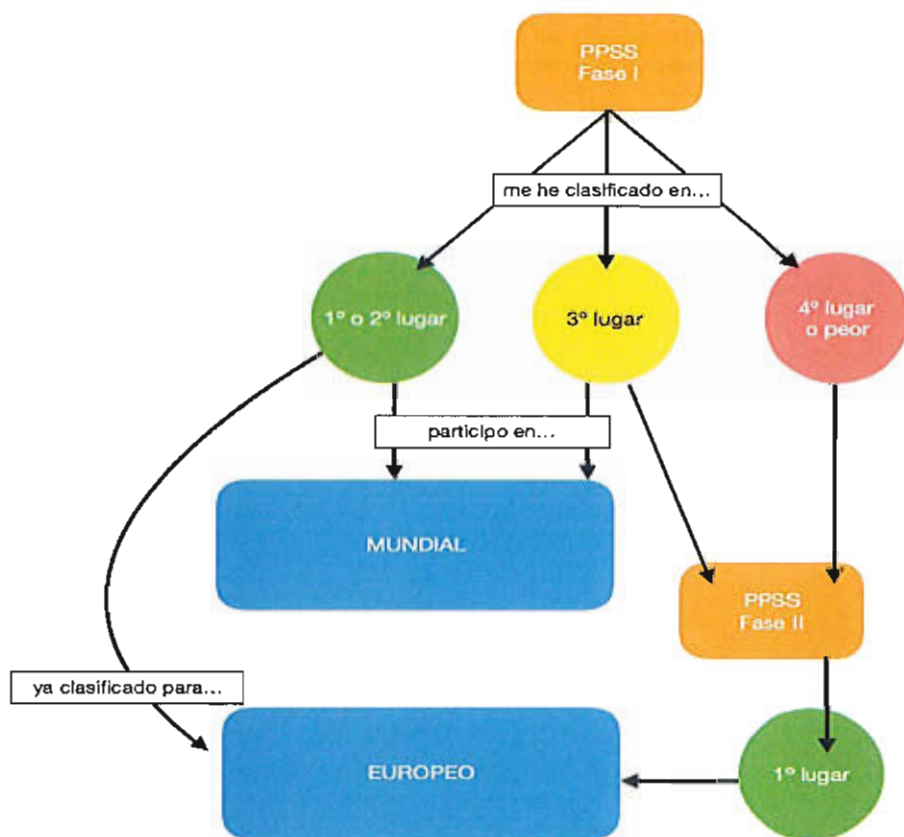 PPSS
Fase I
me he clasificado en...
1º o 2º lugar
3º lugar
4º lugar
o peor
participo en...
MUNDIAL
PPSS
Fase II
ya clasificado para...
EUROPEO
1º lugar